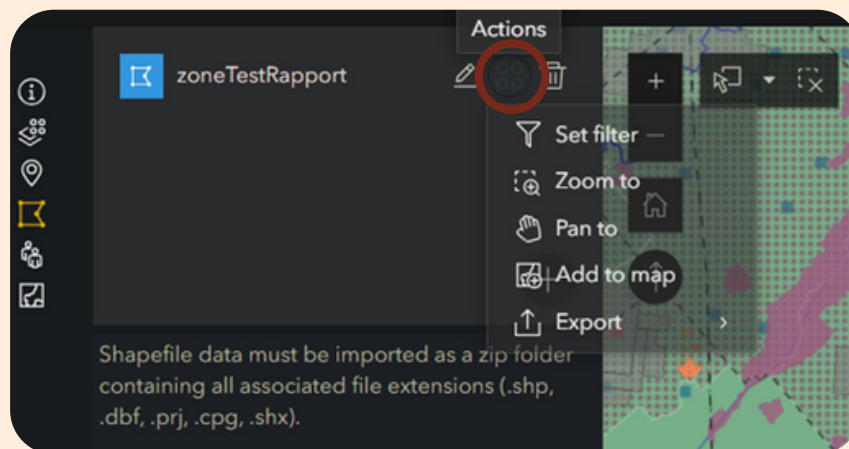 Actions
zoneTestRapport
Set filter
Zoom to
Pan to
Add to map
Export
Shapefile data must be imported as a zip folder
containing all associated file extensions (.shp,
.dbf, .prj, .cpg, .shx).